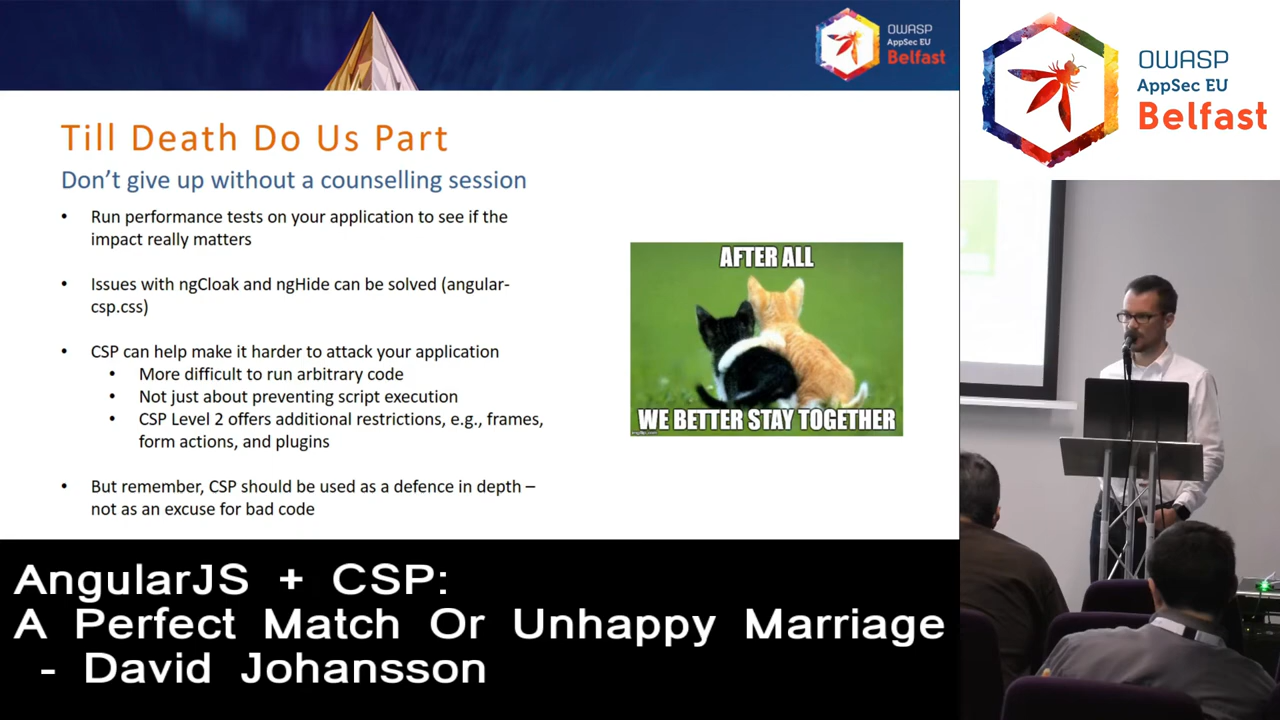 OWASP
AppSec EU
Belfast
OWASP
AppSec EU
Belfast
Till Death Do Us Part
Don't give up without a counselling session
• Run performance tests on your application to see if the
impact really matters
• Issues with ngCloak and ngHide can be solved (angular-
csp.css)
• CSP can help make it harder to attack your application
• More difficult to run arbitrary code
• Not just about preventing script execution
• CSP Level 2 offers additional restrictions, e.g., frames,
form actions, and plugins
• But remember, CSP should be used as a defence in depth –
not as an excuse for bad code
AFTER ALL
WE BETTER STAY TOGETHER
AngularJS + CSP:
A Perfect Match Or Unhappy Marriage
- David Johansson